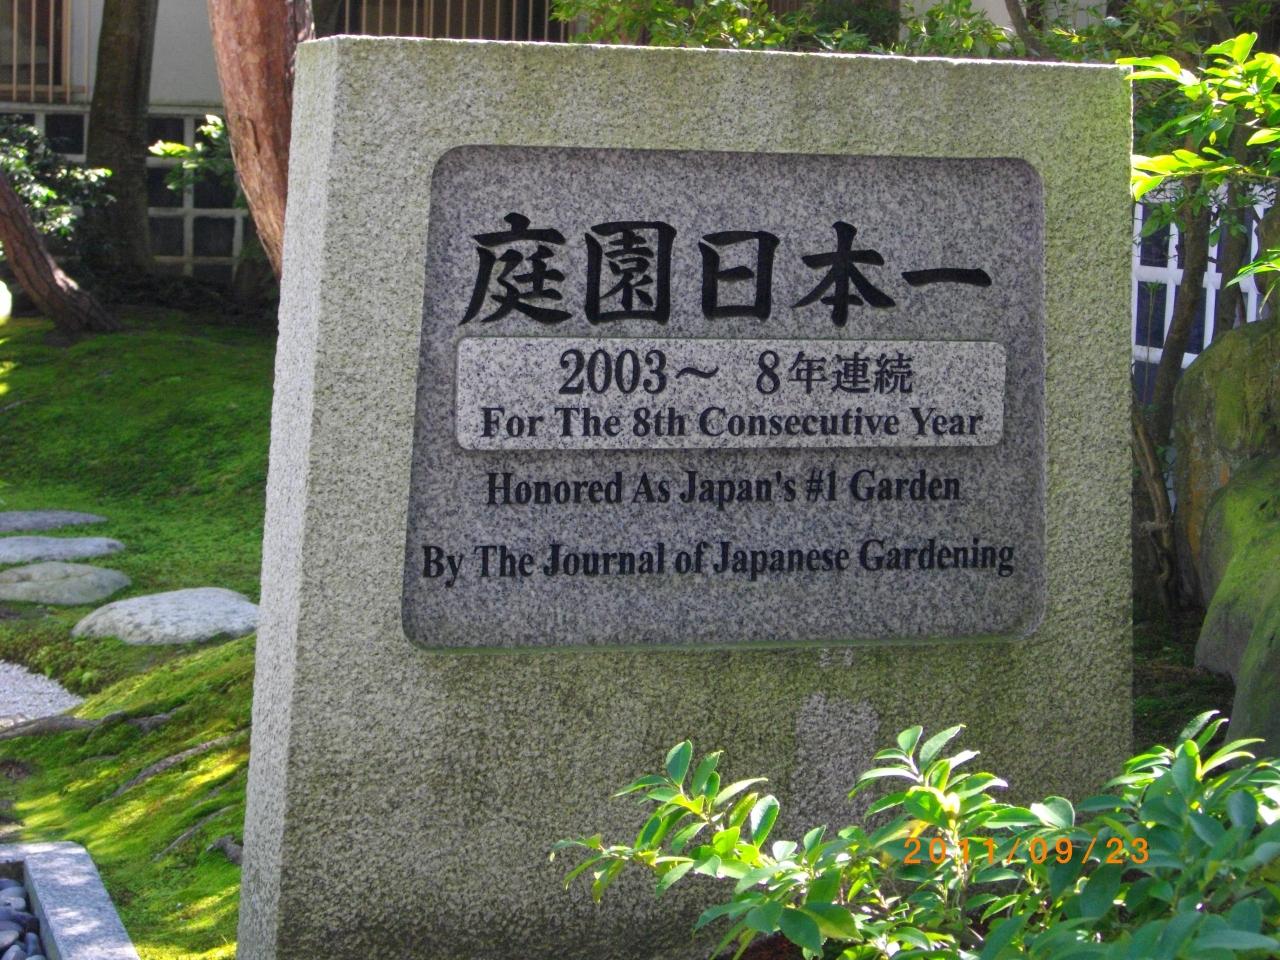 庭園日本一
2003～ 8年連続
For The 8th Consecutive Year
Honored As Japan's #1 Garden
By The Journal of Japanese Gardening
2011/09/23